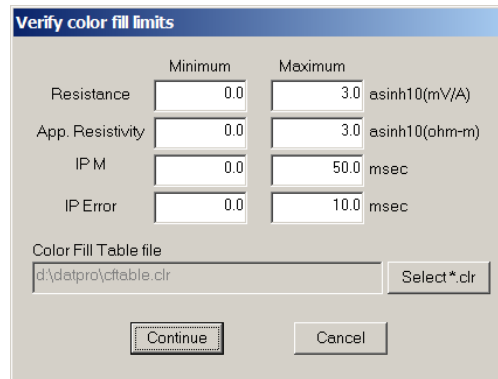 Verify color fill limits
Minimum Maximum
Resistance 0.0 3.0 asinh10(mV/A)
App. Resistivity 0.0 3.0 asinh10(ohm-m)
IP M 0.0 50.0 msec
IP Error 0.0 10.0 msec
Color Fill Table file
d:\datpro\cftable.clr Select *.clr
Continue Cancel